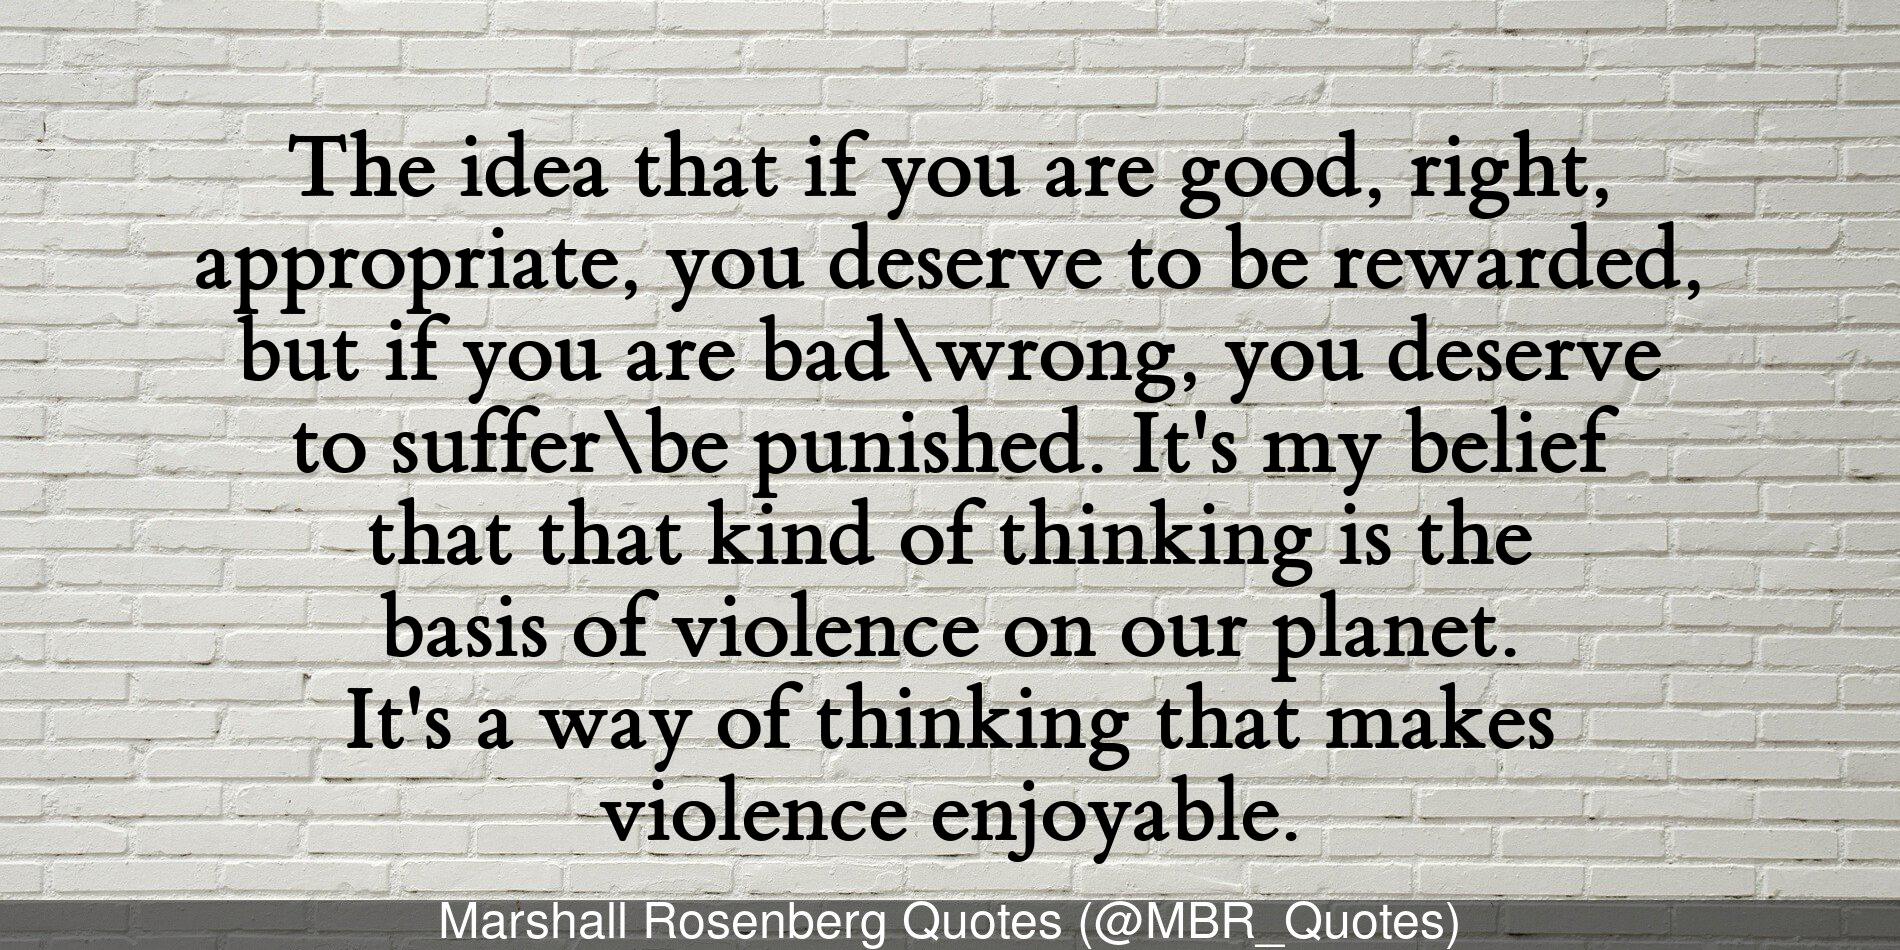 The idea that if you are good, right,
appropriate, you deserve to be rewarded,
but if you are bad\wrong, you deserve
to suffer\be punished. It's my belief
that that kind of thinking is the
basis of violence on our planet.
It's a way of thinking that makes
violence enjoyable.
Marshall Rosenberg Quotes (@MBR_Quotes)